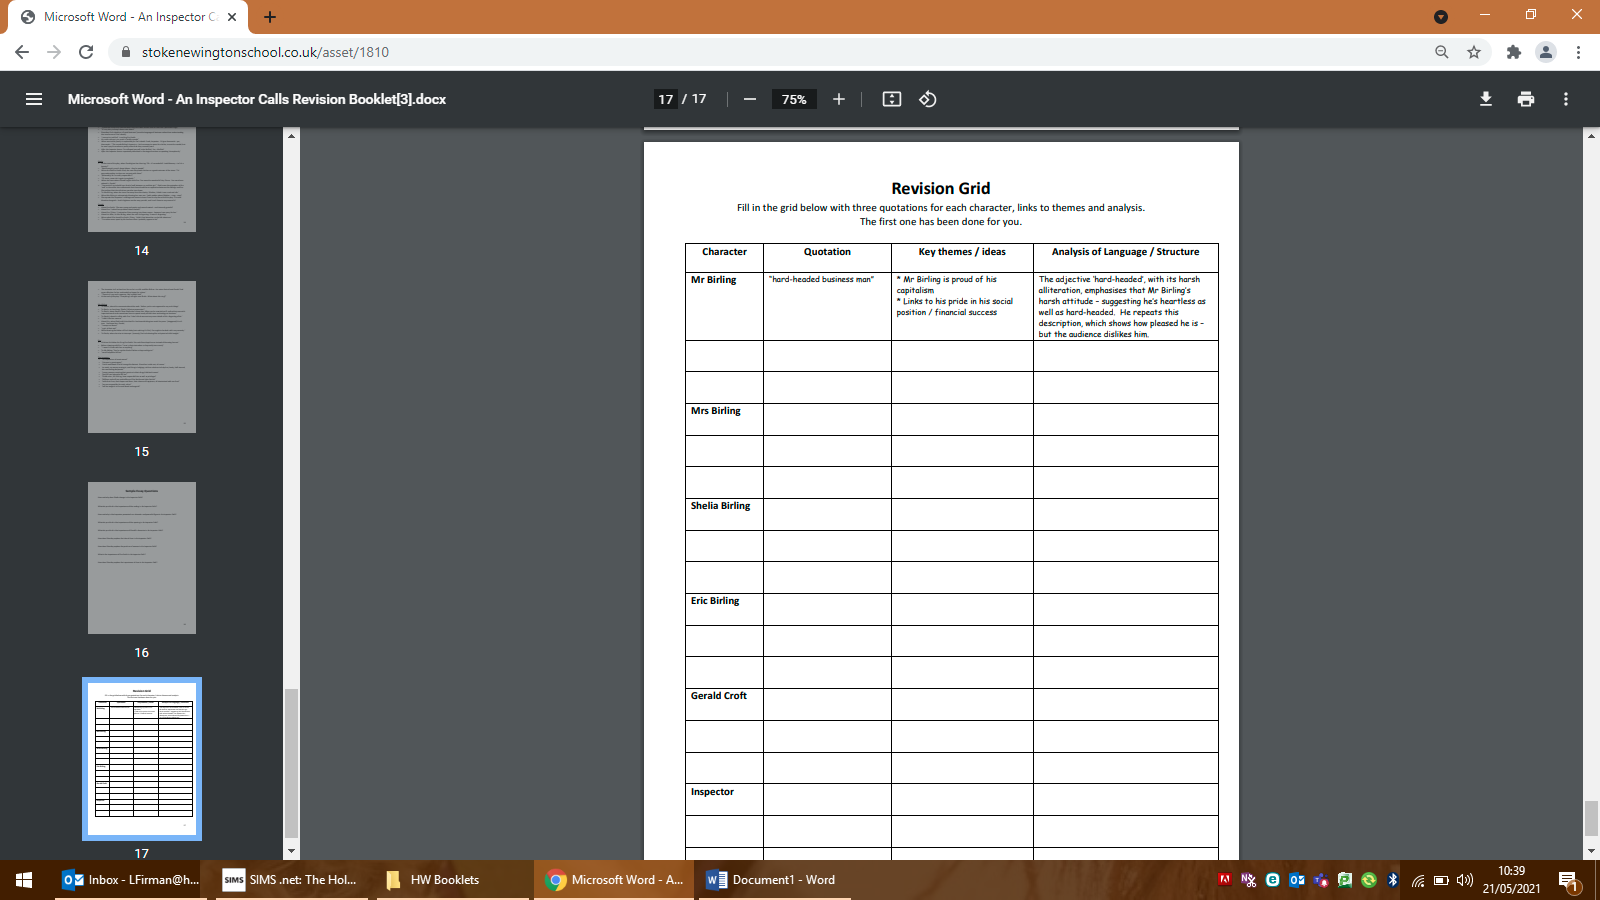 Microsoft Word - An Inspector C
stokenewingtonschool.co.uk/asset/1810
Microsoft Word - An Inspector Calls Revision Booklet[3].docx
17 / 17
75%
14
15
16
17
Revision Grid
Fill in the grid below with three quotations for each character, links to themes and analysis.
The first one has been done for you.
Character Quotation Key themes / ideas Analysis of Language / Structure
Mr Birling
"hard-headed business man"
* Mr Birling is proud of his
capitalism
* Links to his pride in his social
position / financial success
The adjective 'hard-headed', with its harsh
alliteration, emphasises that Mr Birling's
harsh attitude – suggesting he's heartless as
well as hard-headed. He repeats this
description, which shows how pleased he is –
but the audience dislikes him.
Mrs Birling
Shelia Birling
Eric Birling
Gerald Croft
Inspector
Inbox - LFirman@h...
SIMS .net: The Hol...
HW Booklets
Microsoft Word - A...
Document1 - Word
10:39
21/05/2021
1